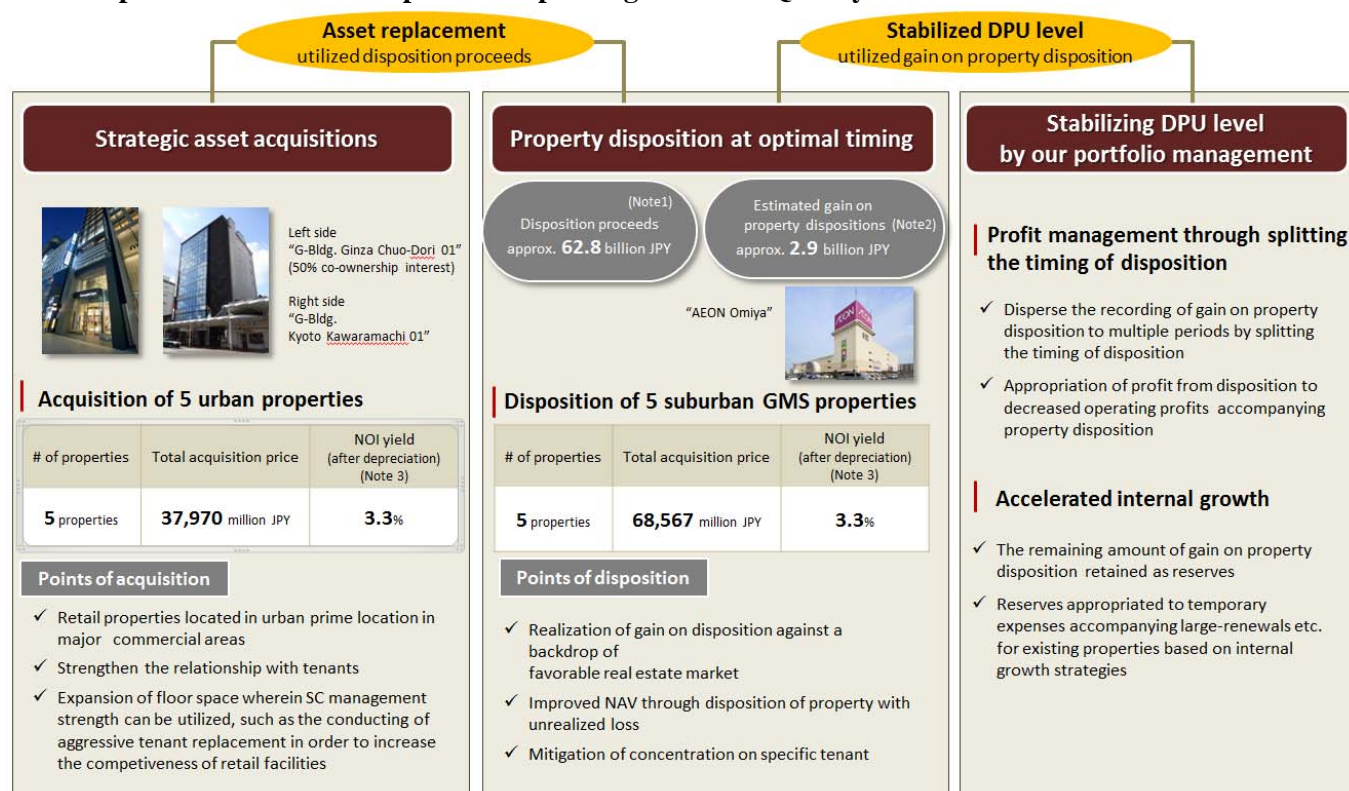 Asset replacement
utilized disposition proceeds
Stabilized DPU level
utilized gain on property disposition
Strategic asset acquisitions
Left side
“G-Bldg. Ginza Chuo-Dori 01”
(50% co-ownership interest)
Right side
“G-Bldg.
Kyoto Kawaramachi 01”
Acquisition of 5 urban properties
# of properties Total acquisition price NOI yield
(after depreciation)
(Note 3)
5 properties 37,970 million JPY 3.3%
Points of acquisition
✓ Retail properties located in urban prime location in
major commercial areas
✓ Strengthen the relationship with tenants
✓ Expansion of floor space wherein SC management
strength can be utilized, such as the conducting of
aggressive tenant replacement in order to increase
the competiveness of retail facilities
Property disposition at optimal timing
(Note1)
Disposition proceeds
approx. 62.8 billion JPY
Estimated gain on
property dispositions (Note2)
approx. 2.9 billion JPY
“AEON Omiya”
AEON
Disposition of 5 suburban GMS properties
# of properties Total acquisition price NOI yield
(after depreciation)
(Note 3)
5 properties 68,567 million JPY 3.3%
Points of disposition
✓ Realization of gain on disposition against a
backdrop of
favorable real estate market
✓ Improved NAV through disposition of property with
unrealized loss
✓ Mitigation of concentration on specific tenant
Stabilizing DPU level
by our portfolio management
Profit management through splitting
the timing of disposition
✓ Disperse the recording of gain on property
disposition to multiple periods by splitting
the timing of disposition
✓ Appropriation of profit from disposition to
decreased operating profits accompanying
property disposition
Accelerated internal growth
✓ The remaining amount of gain on property
disposition retained as reserves
✓ Reserves appropriated to temporary
expenses accompanying large-renewals etc.
for existing properties based on internal
growth strategies